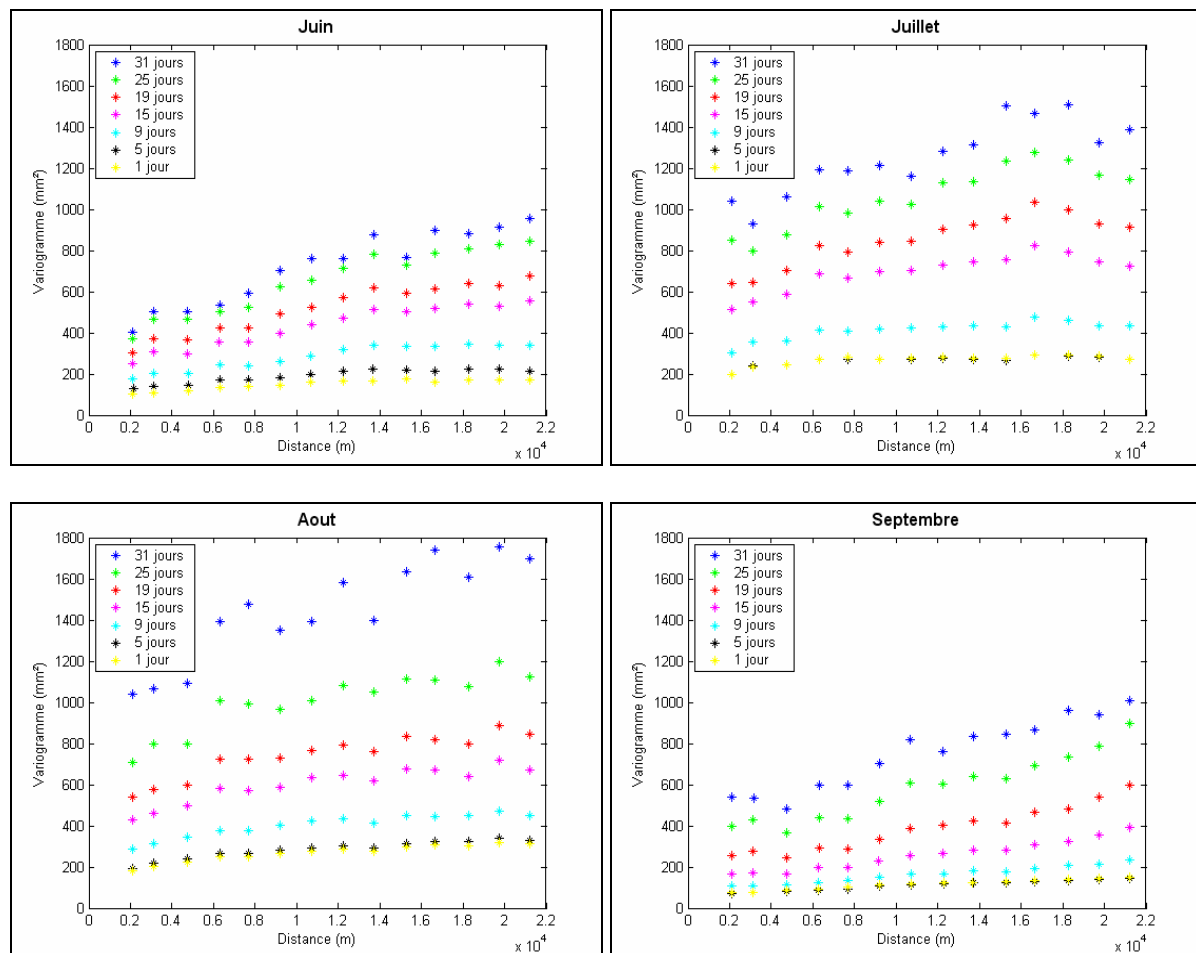 Juin
Variogramme (mm²)
1800
1600
1400
1200
1000
800
600
400
200
0
31 jours
25 jours
19 jours
15 jours
9 jours
5 jours
1 jour
0 0.2 0.4 0.6 0.8 1 1.2 1.4 1.6 1.8 2 2.2
Distance (m)
x 10⁴
Juillet
Variogramme (mm²)
1800
1600
1400
1200
1000
800
600
400
200
0
31 jours
25 jours
19 jours
15 jours
9 jours
5 jours
1 jour
0 0.2 0.4 0.6 0.8 1 1.2 1.4 1.6 1.8 2 2.2
Distance (m)
x 10⁴
Aout
Variogramme (mm²)
1800
1600
1400
1200
1000
800
600
400
200
0
31 jours
25 jours
19 jours
15 jours
9 jours
5 jours
1 jour
0 0.2 0.4 0.6 0.8 1 1.2 1.4 1.6 1.8 2 2.2
Distance (m)
x 10⁴
Septembre
Variogramme (mm²)
1800
1600
1400
1200
1000
800
600
400
200
0
31 jours
25 jours
19 jours
15 jours
9 jours
5 jours
1 jour
0 0.2 0.4 0.6 0.8 1 1.2 1.4 1.6 1.8 2 2.2
Distance (m)
x 10⁴